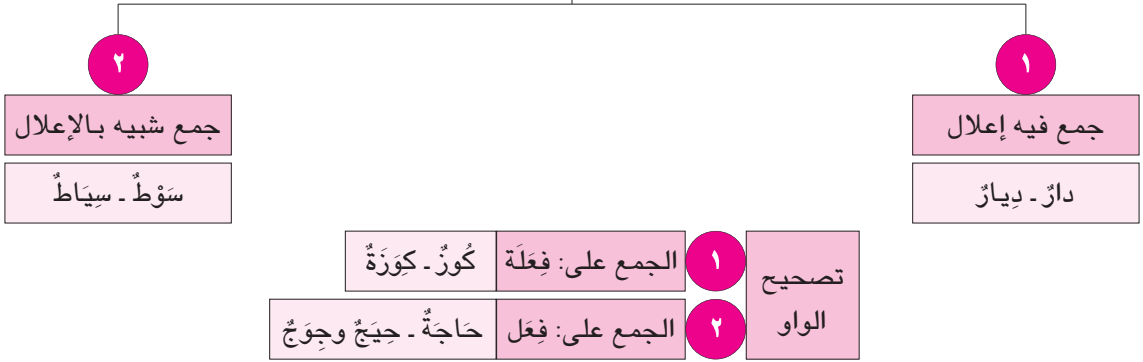 ١
٢
جمع فيه إعلال
جمع شبيه بالإعلال
دارٌ ـ دِيارٌ
سَوْطٌ ـ سِيَاطٌ
تصحيح الواو
١ الجمع على: فِعَلَة كُوزٌ ـ كِوَزَةٌ
٢ الجمع على: فِعَل حَاجَةٌ ـ حِيَجٌ وجِوَجٌ